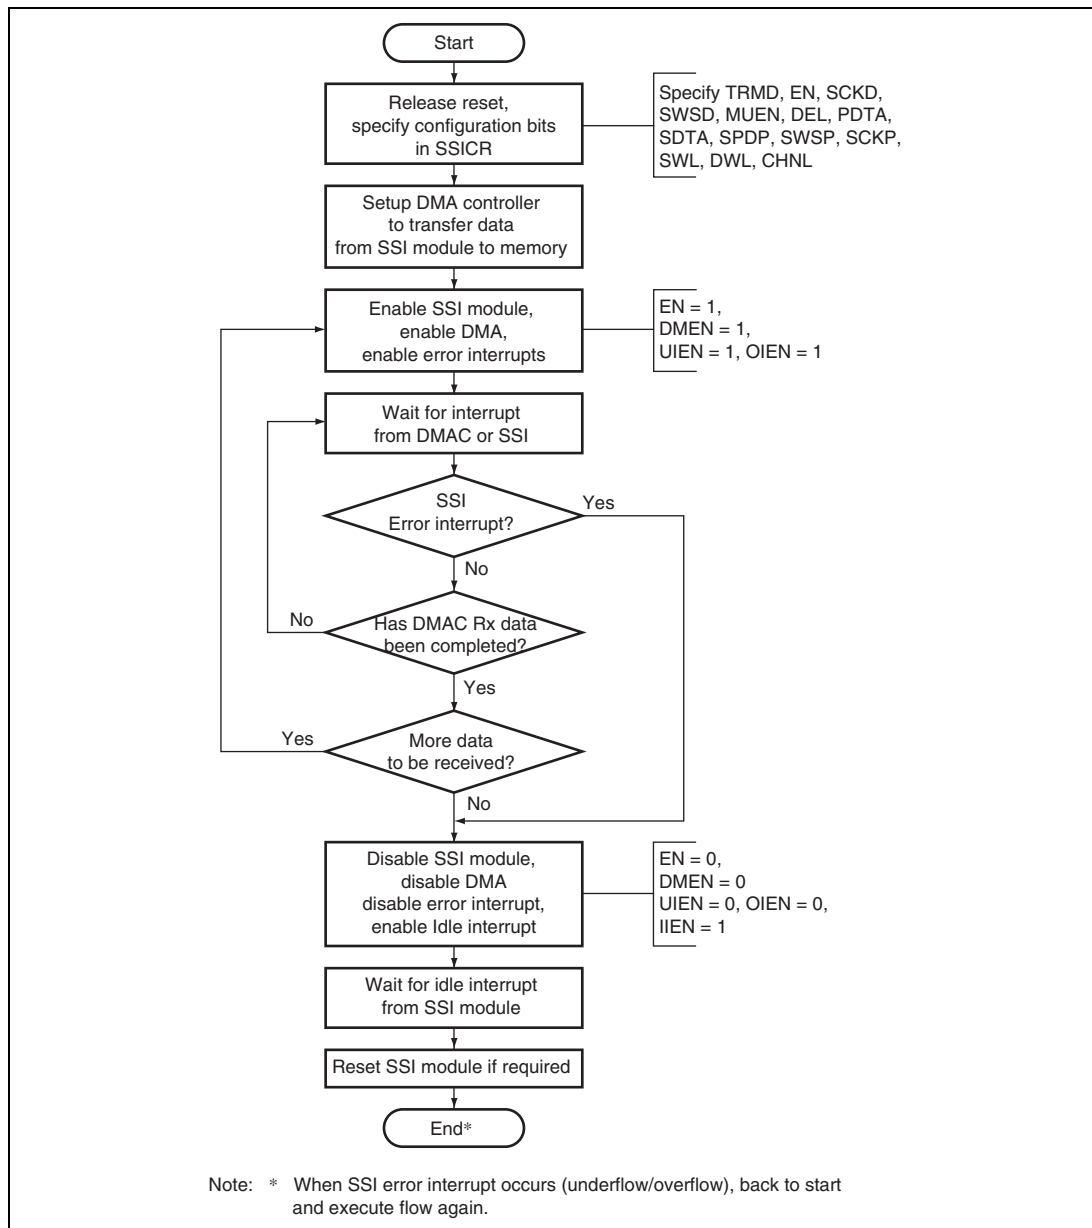 Start
Release reset,
specify configuration bits
in SSICR
Specify TRMD, EN, SCKD,
SWSD, MUEN, DEL, PDTA,
SDTA, SPDP, SWSP, SCKP,
SWL, DWL, CHNL
Setup DMA controller
to transfer data
from SSI module to memory
Enable SSI module,
enable DMA,
enable error interrupts
EN = 1,
DMEN = 1,
UIEN = 1, OIEN = 1
Wait for interrupt
from DMAC or SSI
SSI
Error interrupt?
Yes
No
Has DMAC Rx data
been completed?
No
Yes
More data
to be received?
Yes
No
Disable SSI module,
disable DMA
disable error interrupt,
enable Idle interrupt
EN = 0,
DMEN = 0
UIEN = 0, OIEN = 0,
IIEN = 1
Wait for idle interrupt
from SSI module
Reset SSI module if required
End*
Note: * When SSI error interrupt occurs (underflow/overflow), back to start
and execute flow again.